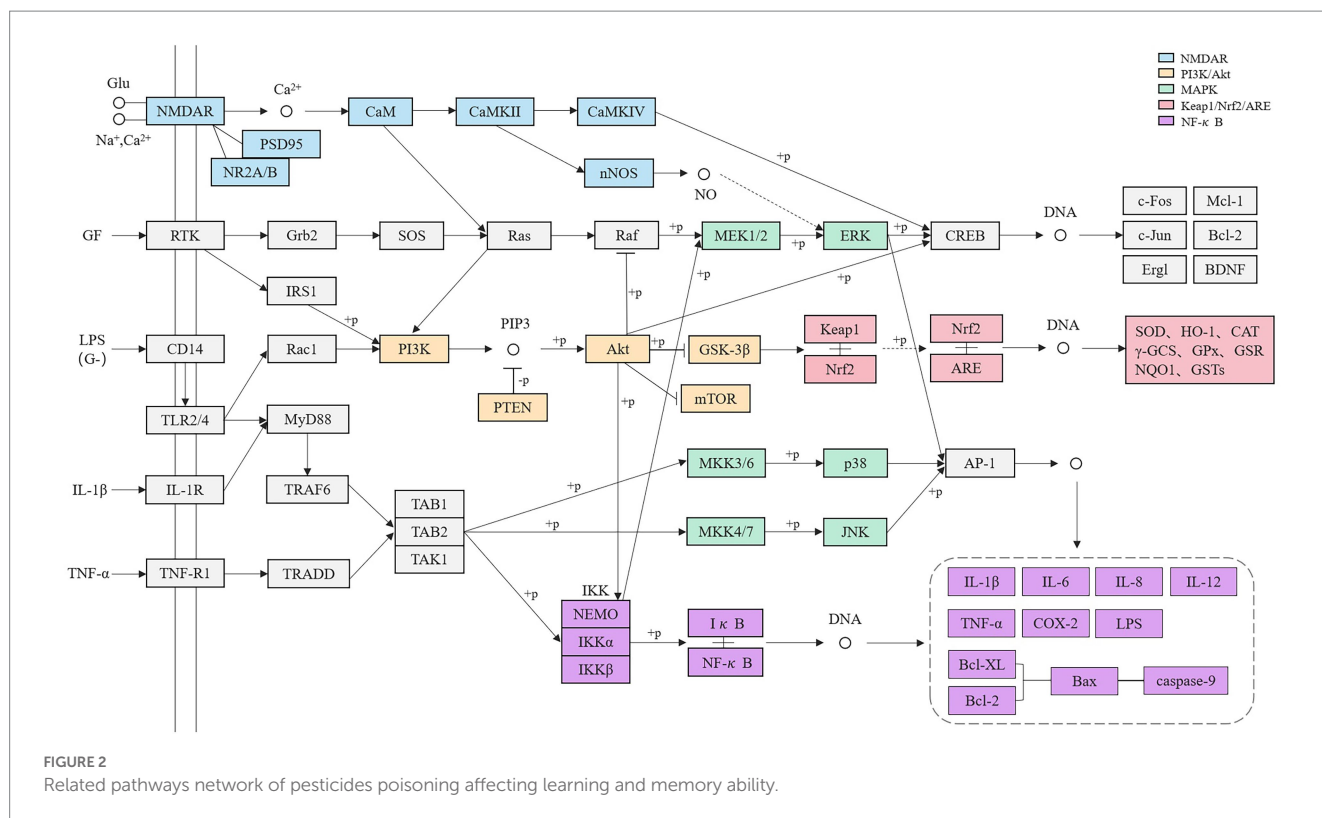 NMDAR
PI3K/Akt
MAPK
Keap1/Nrf2/ARE
NF-κ B
Glu
Na⁺,Ca²⁺
NMDAR
PSD95
NR2A/B
Ca²⁺
CaM
CaMKII
CaMKIV
nNOS
NO
+p
GF
RTK
Grb2
SOS
Ras
Raf
+p
MEK1/2
+p
ERK
+p
CREB
DNA
c-Fos
Mcl-1
c-Jun
Bcl-2
Ergl
BDNF
IRS1
+p
+p
+p
+p
LPS
(G-)
CD14
Rac1
PI3K
PIP3
-p
PTEN
+p
Akt
+p
GSK-3β
mTOR
Keap1
Nrf2
+p
Nrf2
ARE
DNA
SOD、HO-1、CAT
γ-GCS、GPx、GSR
NQO1、GSTs
TLR2/4
MyD88
+p
IL-1β
IL-1R
TRAF6
TAB1
TAB2
TAK1
+p
MKK3/6
+p
p38
AP-1
+p
MKK4/7
+p
JNK
+p
TNF-α
TNF-R1
TRADD
+p
IKK
NEMO
IKKα
IKKβ
+p
I κ B
NF-κ B
DNA
IL-1β
IL-6
IL-8
IL-12
TNF-α
COX-2
LPS
Bcl-XL
Bcl-2
Bax
caspase-9
FIGURE 2
Related pathways network of pesticides poisoning affecting learning and memory ability.